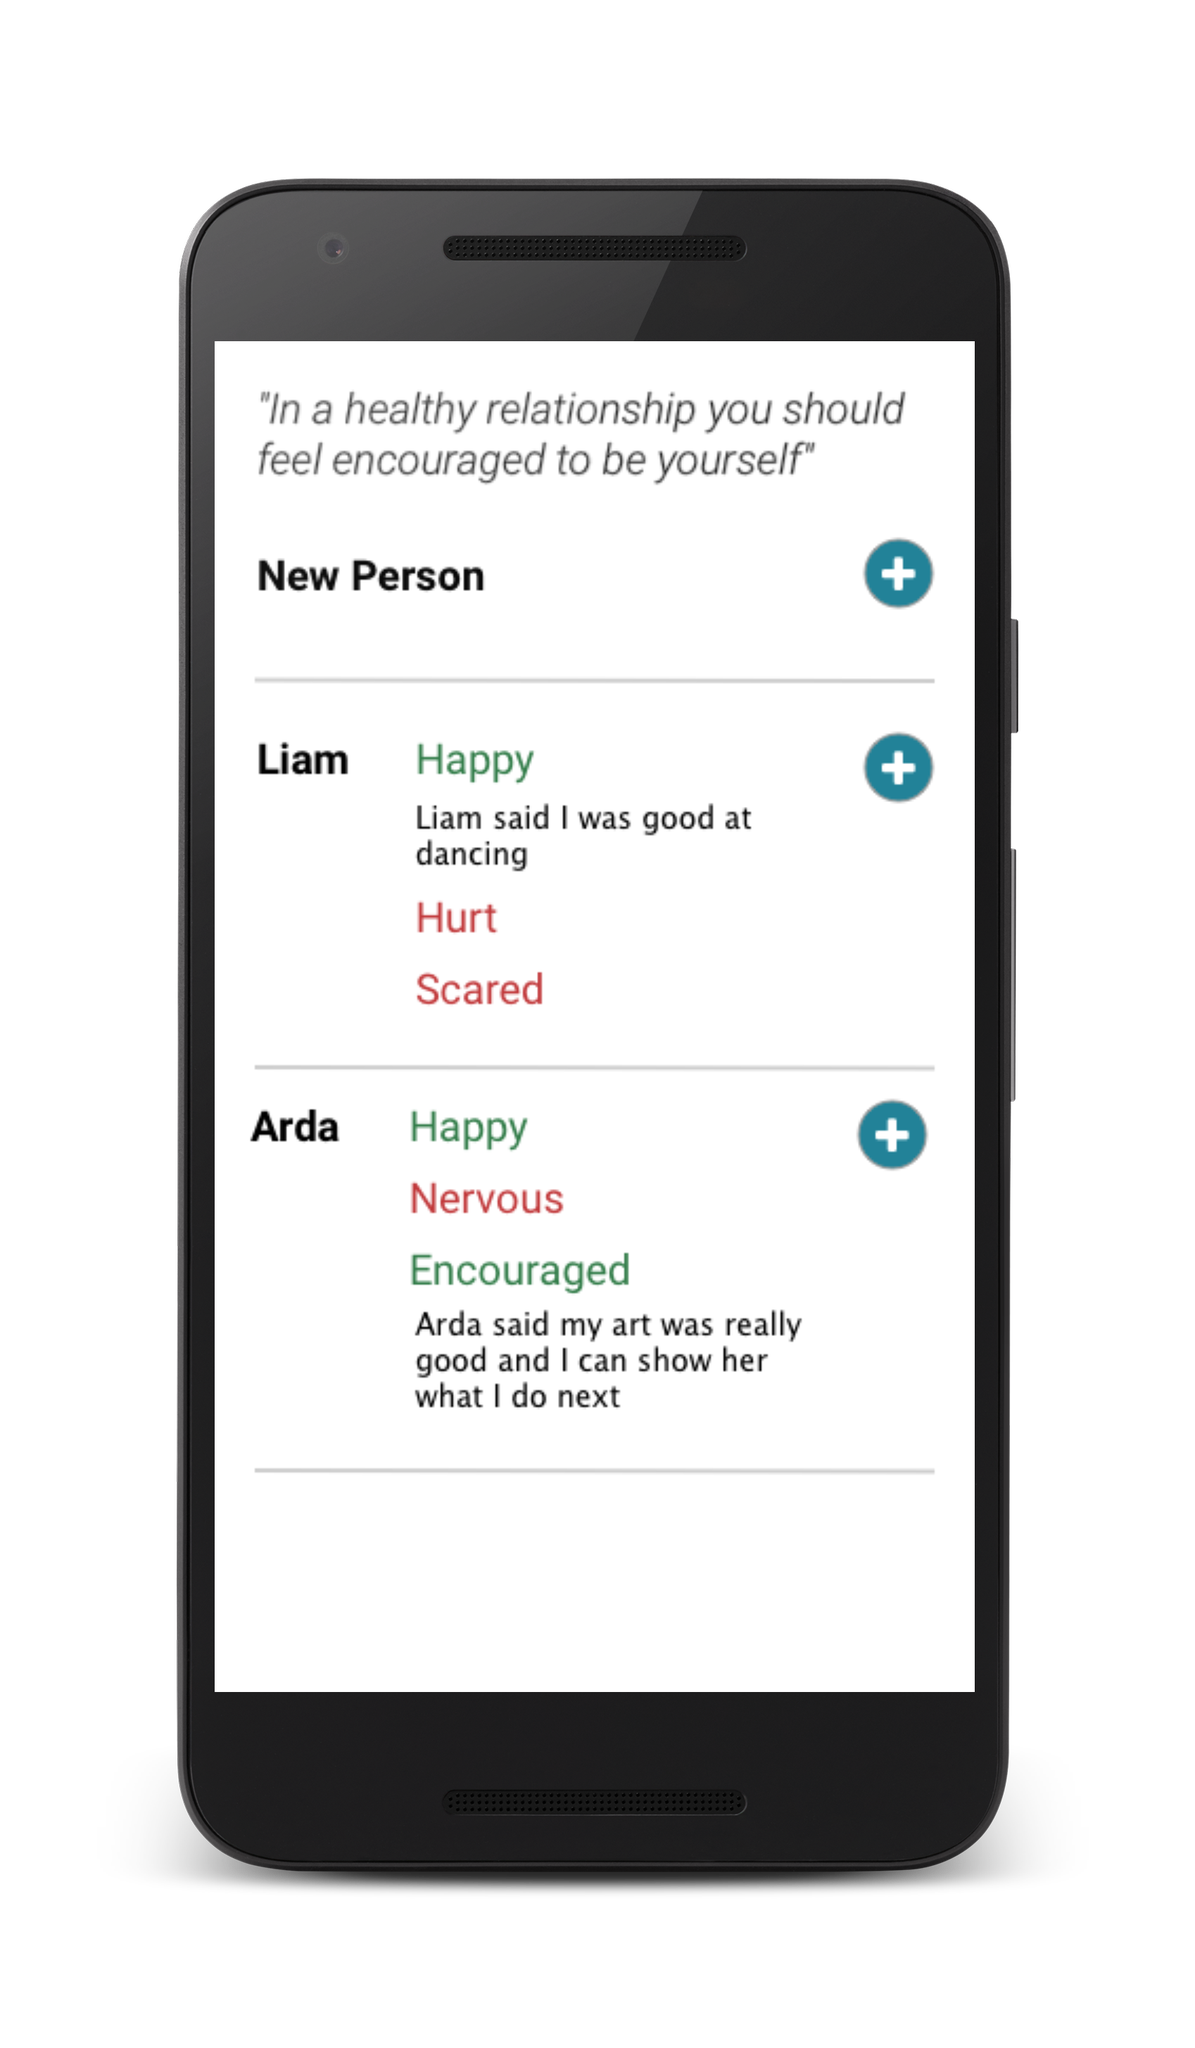 "In a healthy relationship you should
feel encouraged to be yourself"
New Person
Liam
Happy
Liam said I was good at
dancing
Hurt
Scared
Arda
Happy
Nervous
Encouraged
Arda said my art was really
good and I can show her
what I do next